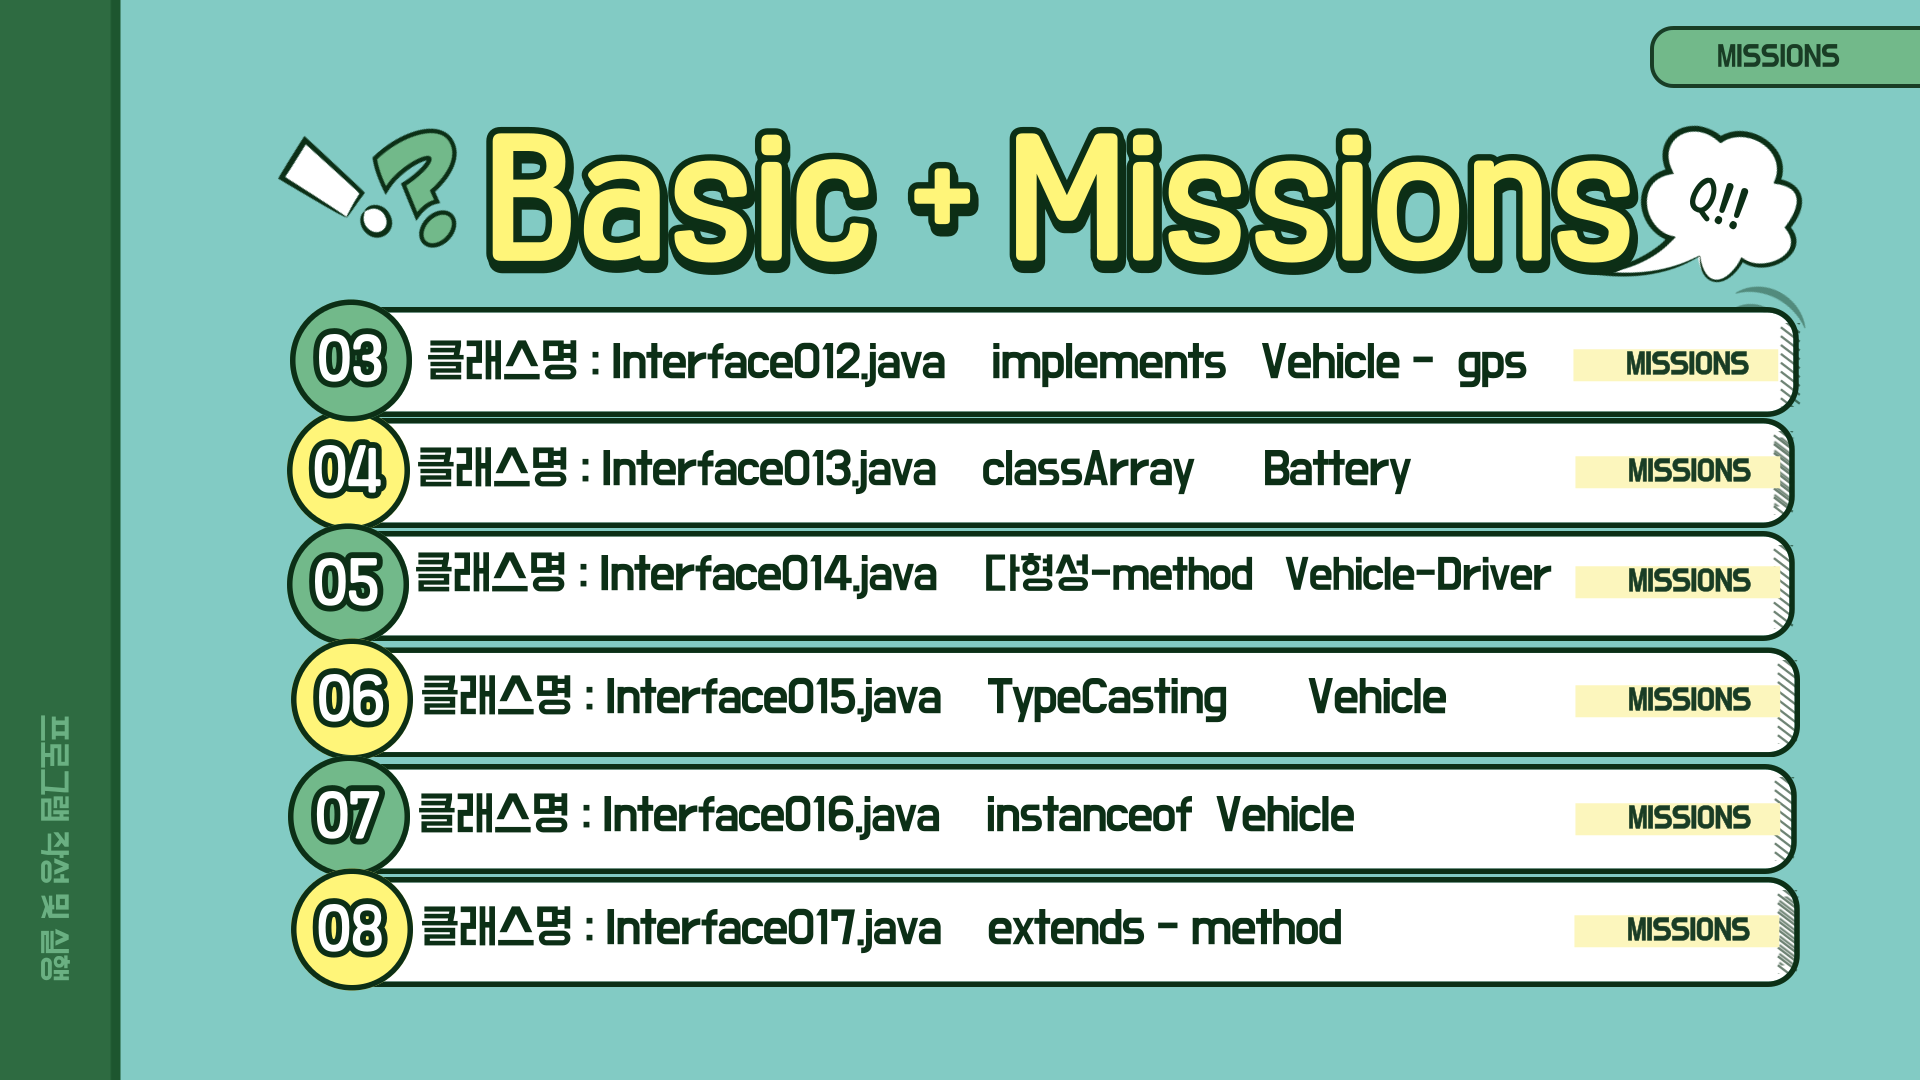 MISSIONS
!?
Basic + Missions
Q!!
03 클래스명 : Interface012.java implements Vehicle - gps MISSIONS
04 클래스명 : Interface013.java classArray Battery MISSIONS
05 클래스명 : Interface014.java 다형성-method Vehicle-Driver MISSIONS
06 클래스명 : Interface015.java TypeCasting Vehicle MISSIONS
07 클래스명 : Interface016.java instanceof Vehicle MISSIONS
08 클래스명 : Interface017.java extends - method MISSIONS
프로그램 작성 및 실행